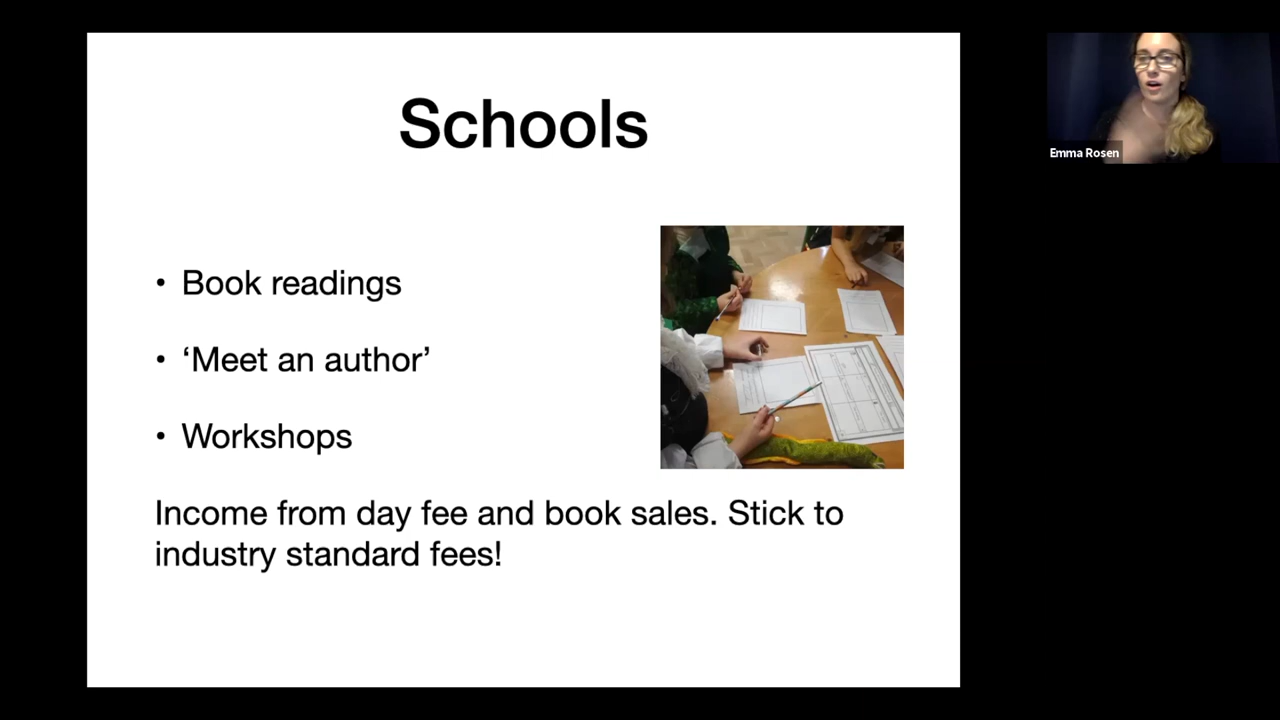 Schools
• Book readings
• ‘Meet an author’
• Workshops
Income from day fee and book sales. Stick to
industry standard fees!
Emma Rosen